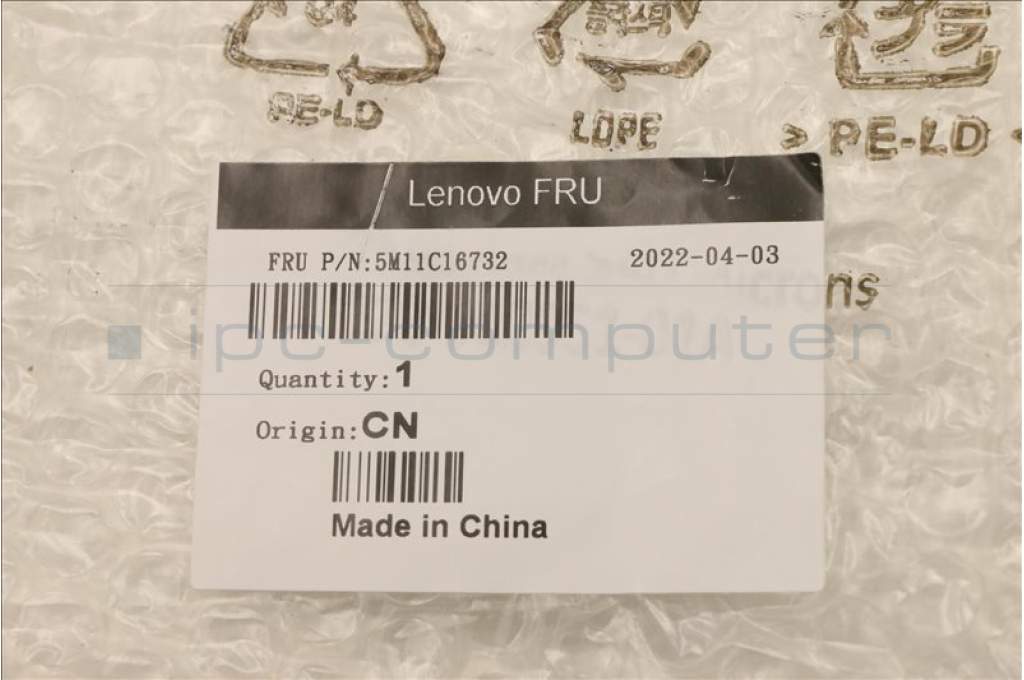 PE-LD
LDPE
> PE-LD <
Lenovo FRU
FRU P/N:5M11C16732
2022-04-03
ns
ipc-computer
Quantity:1
Origin:CN
Made in China